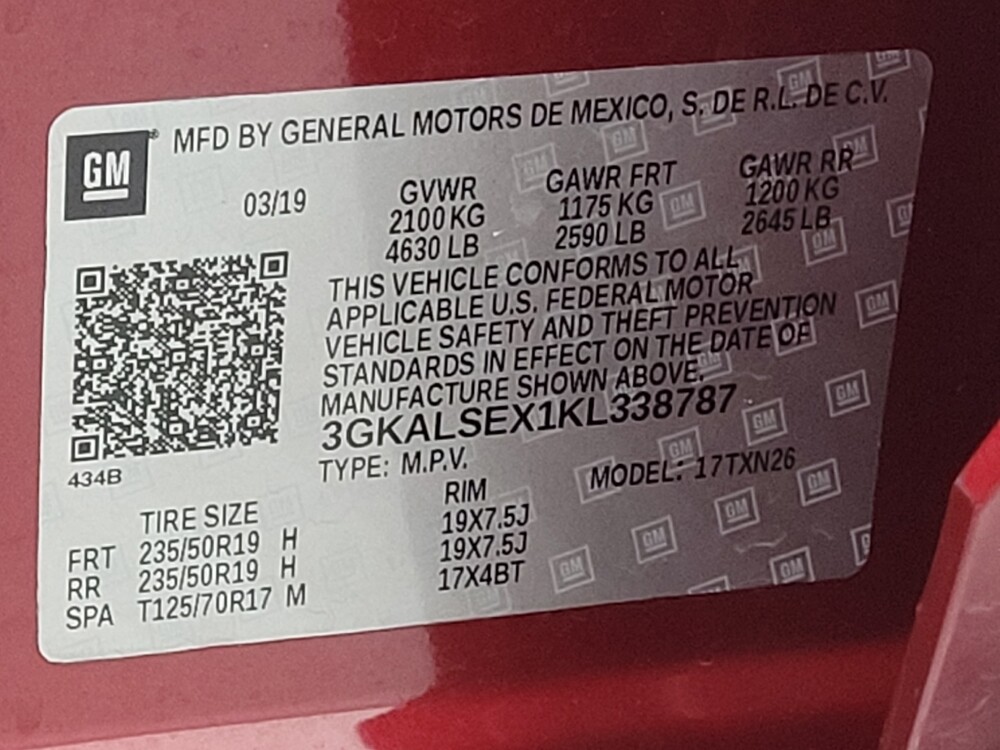 GM
MFD BY GENERAL MOTORS DE MEXICO, S. DE R.L. DE C.V.
03/19
GVWR GAWR FRT GAWR RR
2100 KG 1175 KG 1200 KG
4630 LB 2590 LB 2645 LB
THIS VEHICLE CONFORMS TO ALL
APPLICABLE U.S. FEDERAL MOTOR
VEHICLE SAFETY AND THEFT PREVENTION
STANDARDS IN EFFECT ON THE DATE OF
MANUFACTURE SHOWN ABOVE.
3GKALSEX1KL338787
434B
TYPE: M.P.V. MODEL: 17TXN26
TIRE SIZE RIM
FRT 235/50R19 H 19X7.5J
RR 235/50R19 H 19X7.5J
SPA T125/70R17 M 17X4BT